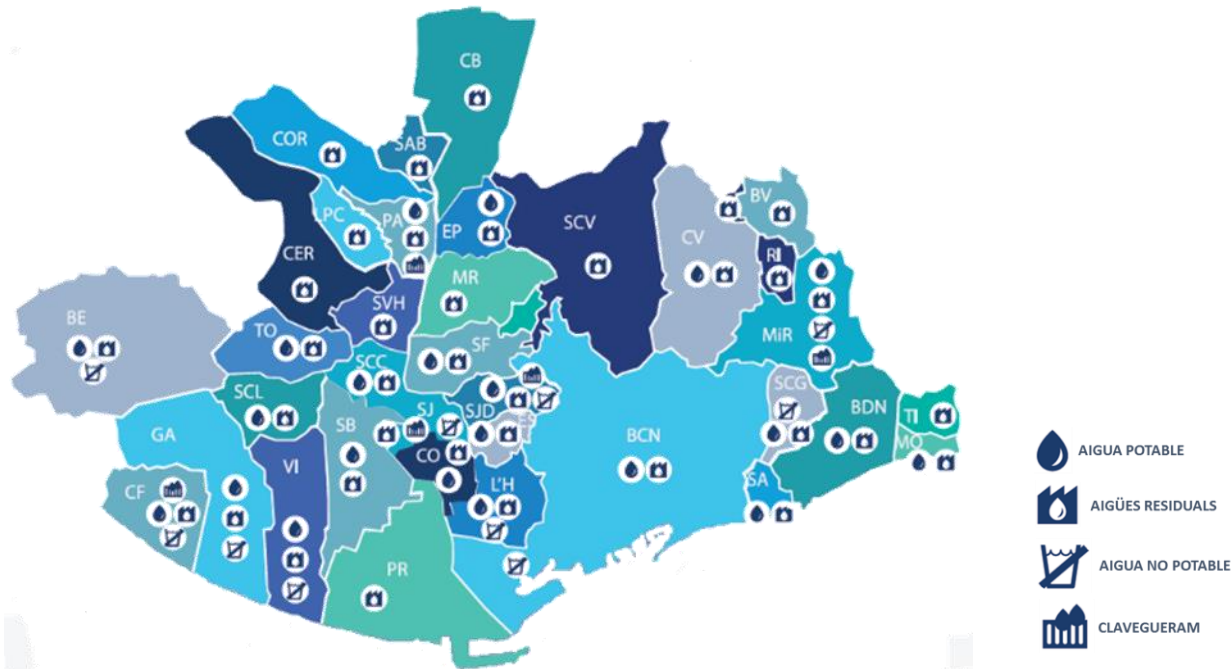 CB
COR
SAB
BV
PC
PA
EP
SCV
CV
CER
RI
MR
SVH
BE
TO
MiR
SF
SCC
SCG
SCL
SJD
BDN
TI
GA
SB
SJ
ES
BCN
MO
VI
CO
CF
L'H
SA
PR
AIGUA POTABLE
AIGÜES RESIDUALS
AIGUA NO POTABLE
CLAVEGUERAM